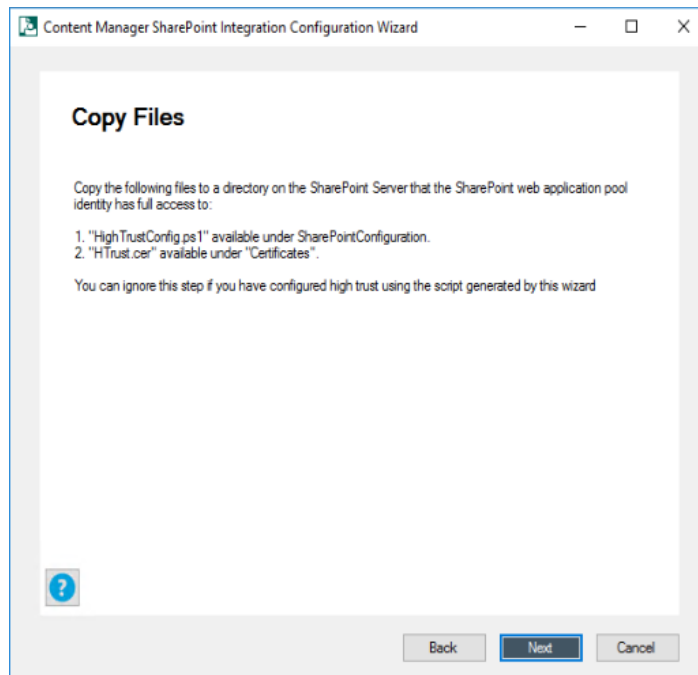 Content Manager SharePoint Integration Configuration Wizard
Copy Files
Copy the following files to a directory on the SharePoint Server that the SharePoint web application pool
identity has full access to:
1. "HighTrustConfig.ps1" available under SharePointConfiguration.
2. "HTrust.cer" available under "Certificates".
You can ignore this step if you have configured high trust using the script generated by this wizard
?
Back Next Cancel